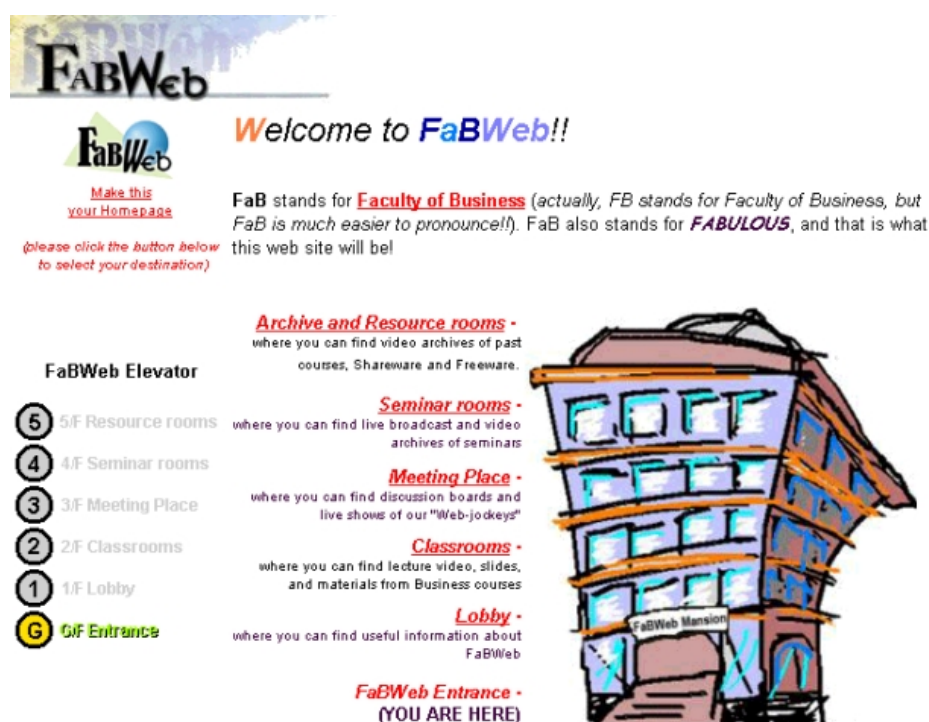 FABWeb
FaBWeb
Make this
your Homepage
(please click the button below
to select your destination)
Welcome to FaBWeb!!
FaB stands for Faculty of Business (actually, FB stands for Faculty of Business, but
FaB is much easier to pronounce!!). FaB also stands for FABULOUS, and that is what
this web site will be!
FaBWeb Elevator
5 5/F Resource rooms
4 4/F Seminar rooms
3 3/F Meeting Place
2 2/F Classrooms
1 1/F Lobby
G G/F Entrance
Archive and Resource rooms -
where you can find video archives of past
courses, Shareware and Freeware.
Seminar rooms -
where you can find live broadcast and video
archives of seminars
Meeting Place -
where you can find discussion boards and
live shows of our "Web-jockeys"
Classrooms -
where you can find lecture video, slides,
and materials from Business courses
Lobby -
where you can find useful information about
FaBWeb
FaBWeb Entrance -
(YOU ARE HERE)
FaBWeb Mansion